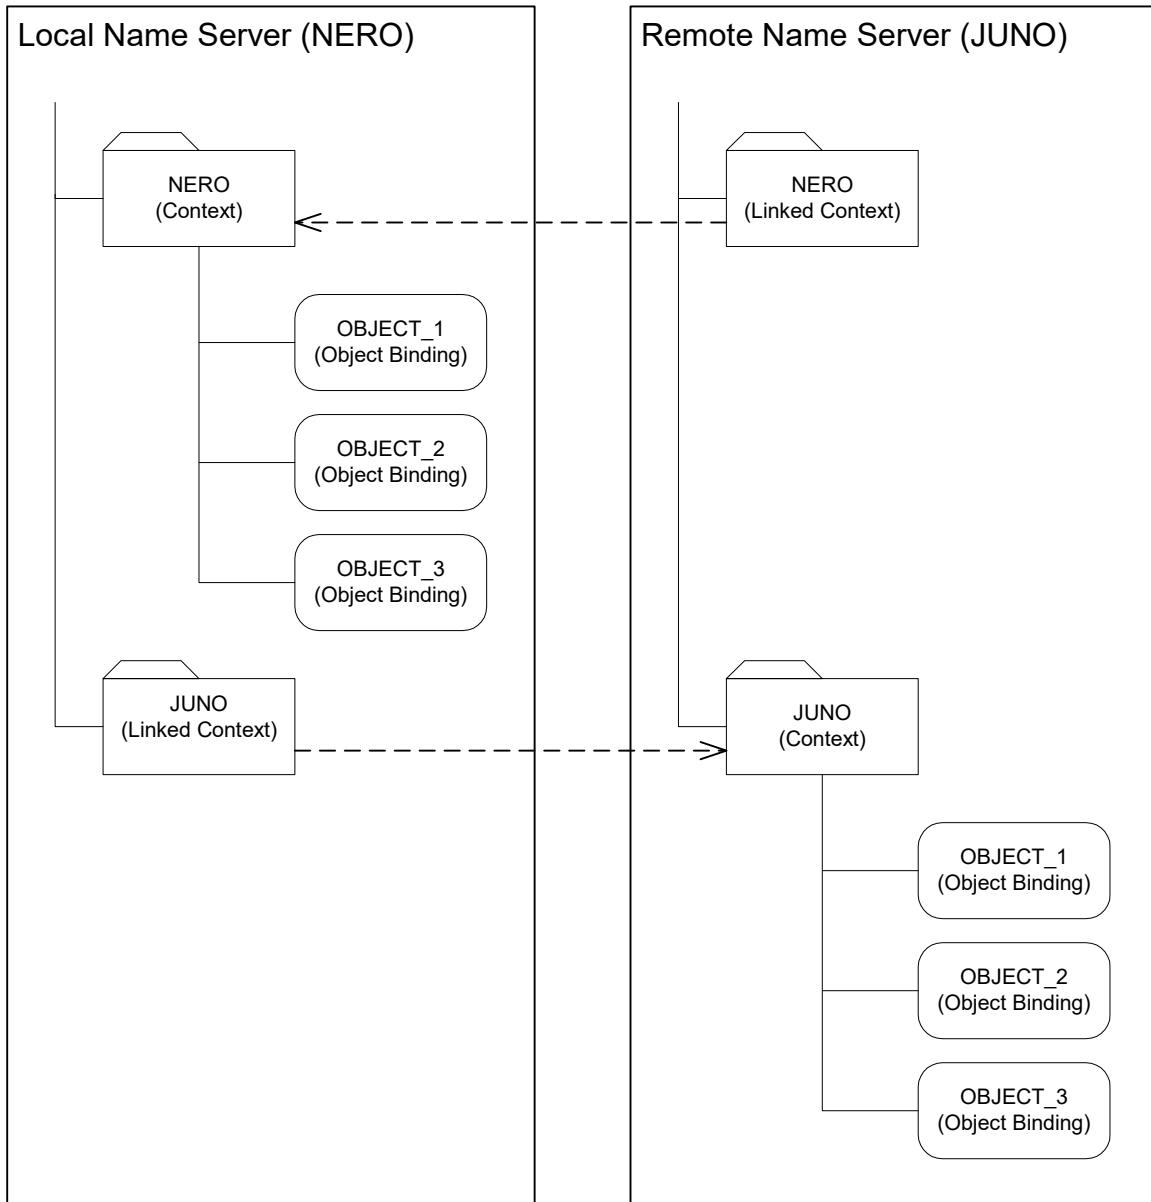 Local Name Server (NERO)
NERO
(Context)
OBJECT_1
(Object Binding)
OBJECT_2
(Object Binding)
OBJECT_3
(Object Binding)
JUNO
(Linked Context)
Remote Name Server (JUNO)
NERO
(Linked Context)
JUNO
(Context)
OBJECT_1
(Object Binding)
OBJECT_2
(Object Binding)
OBJECT_3
(Object Binding)